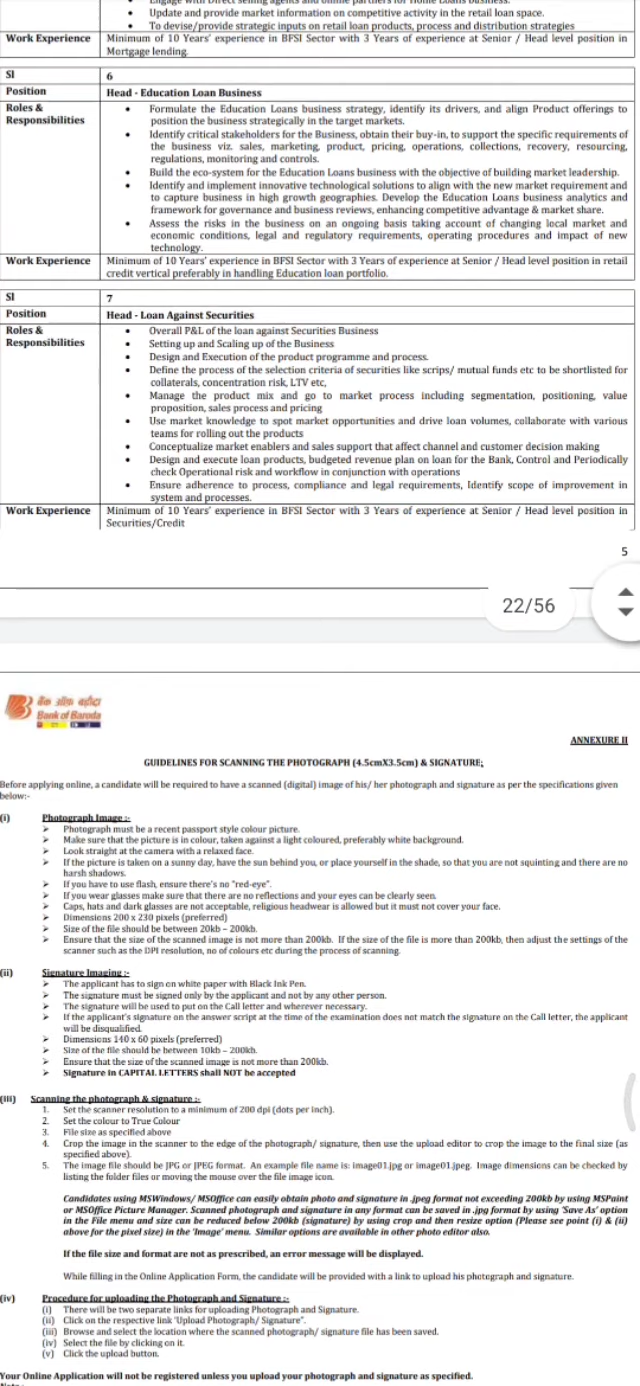 Update and provide market information on competitive activity in the retail loan space.
To devise/provide strategic inputs on retail loan products, process and distribution strategies
Work Experience Minimum of 10 Years' experience in BFSI Sector with 3 Years of experience at Senior / Head level position in
Mortgage lending.
SI 6
Position Head - Education Loan Business
Roles & • Formulate the Education Loans business strategy, identify its drivers, and align Product offerings to
Responsibilities position the business strategically in the target markets.
• Identify critical stakeholders for the Business, obtain their buy-in, to support the specific requirements of
the business viz. sales, marketing, product, pricing, operations, collections, recovery, resourcing,
regulations, monitoring and controls.
• Build the eco-system for the Education Loans business with the objective of building market leadership.
• Identify and implement innovative technological solutions to align with the new market requirement and
to capture business in high growth geographies. Develop the Education Loans business analytics and
framework for governance and business reviews, enhancing competitive advantage & market share.
• Assess the risks in the business on an ongoing basis taking account of changing local market and
economic conditions, legal and regulatory requirements, operating procedures and impact of new
technology.
Work Experience Minimum of 10 Years' experience in BFSI Sector with 3 Years of experience at Senior / Head level position in retail
credit vertical preferably in handling Education loan portfolio.
SI 7
Position Head - Loan Against Securities
Roles & • Overall P&L of the loan against Securities Business
Responsibilities • Setting up and Scaling up of the Business
• Design and Execution of the product programme and process.
• Define the process of the selection criteria of securities like scrips/ mutual funds etc to be shortlisted for
collaterals, concentration risk, LTV etc,
• Manage the product mix and go to market process including segmentation, positioning, value
proposition, sales process and pricing
• Use market knowledge to spot market opportunities and drive loan volumes, collaborate with various
teams for rolling out the products
• Conceptualize market enablers and sales support that affect channel and customer decision making
• Design and execute loan products, budgeted revenue plan on loan for the Bank, Control and Periodically
check Operational risk and workflow in conjunction with operations
• Ensure adherence to process, compliance and legal requirements, Identify scope of improvement in
system and processes.
Work Experience Minimum of 10 Years' experience in BFSI Sector with 3 Years of experience at Senior / Head level position in
Securities/Credit
5
22/56
बैंक ऑफ़ बड़ौदा
Bank of Baroda
ANNEXURE II
GUIDELINES FOR SCANNING THE PHOTOGRAPH (4.5cmX3.5cm) & SIGNATURE;
Before applying online, a candidate will be required to have a scanned (digital) image of his/ her photograph and signature as per the specifications given
below:-
(i) Photograph Image :-
➢ Photograph must be a recent passport style colour picture.
➢ Make sure that the picture is in colour, taken against a light coloured, preferably white background.
➢ Look straight at the camera with a relaxed face.
➢ If the picture is taken on a sunny day, have the sun behind you, or place yourself in the shade, so that you are not squinting and there are no
harsh shadows.
➢ If you have to use flash, ensure there's no "red-eye".
➢ If you wear glasses make sure that there are no reflections and your eyes can be clearly seen.
➢ Caps, hats and dark glasses are not acceptable, religious headwear is allowed but it must not cover your face.
➢ Dimensions 200 x 230 pixels (preferred)
➢ Size of the file should be between 20kb – 200kb.
➢ Ensure that the size of the scanned image is not more than 200kb. If the size of the file is more than 200kb, then adjust the settings of the
scanner such as the DPI resolution, no of colours etc during the process of scanning.
(ii) Signature Imaging :-
➢ The applicant has to sign on white paper with Black Ink Pen.
➢ The signature must be signed only by the applicant and not by any other person.
➢ The signature will be used to put on the Call letter and wherever necessary.
➢ If the applicant's signature on the answer script at the time of the examination does not match the signature on the Call letter, the applicant
will be disqualified.
➢ Dimensions 140 x 60 pixels (preferred)
➢ Size of the file should be between 10kb – 200kb.
➢ Ensure that the size of the scanned image is not more than 200kb.
➢ Signature in CAPITAL LETTERS shall NOT be accepted
(iii) Scanning the photograph & signature :-
1. Set the scanner resolution to a minimum of 200 dpi (dots per inch).
2. Set the colour to True Colour
3. File size as specified above
4. Crop the image in the scanner to the edge of the photograph/ signature, then use the upload editor to crop the image to the final size (as
specified above).
5. The image file should be JPG or JPEG format. An example file name is: image01.jpg or image01.jpeg. Image dimensions can be checked by
listing the folder files or moving the mouse over the file image icon.
Candidates using MSWindows/ MSOffice can easily obtain photo and signature in .jpeg format not exceeding 200kb by using MSPaint
or MSOffice Picture Manager. Scanned photograph and signature in any format can be saved in .jpg format by using 'Save As' option
in the File menu and size can be reduced below 200kb (signature) by using crop and then resize option (Please see point (i) & (ii)
above for the pixel size) in the 'Image' menu. Similar options are available in other photo editor also.
If the file size and format are not as prescribed, an error message will be displayed.
While filling in the Online Application Form, the candidate will be provided with a link to upload his photograph and signature.
(iv) Procedure for uploading the Photograph and Signature :-
(i) There will be two separate links for uploading Photograph and Signature.
(ii) Click on the respective link 'Upload Photograph/ Signature".
(iii) Browse and select the location where the scanned photograph/ signature file has been saved.
(iv) Select the file by clicking on it.
(v) Click the upload button.
Your Online Application will not be registered unless you upload your photograph and signature as specified.